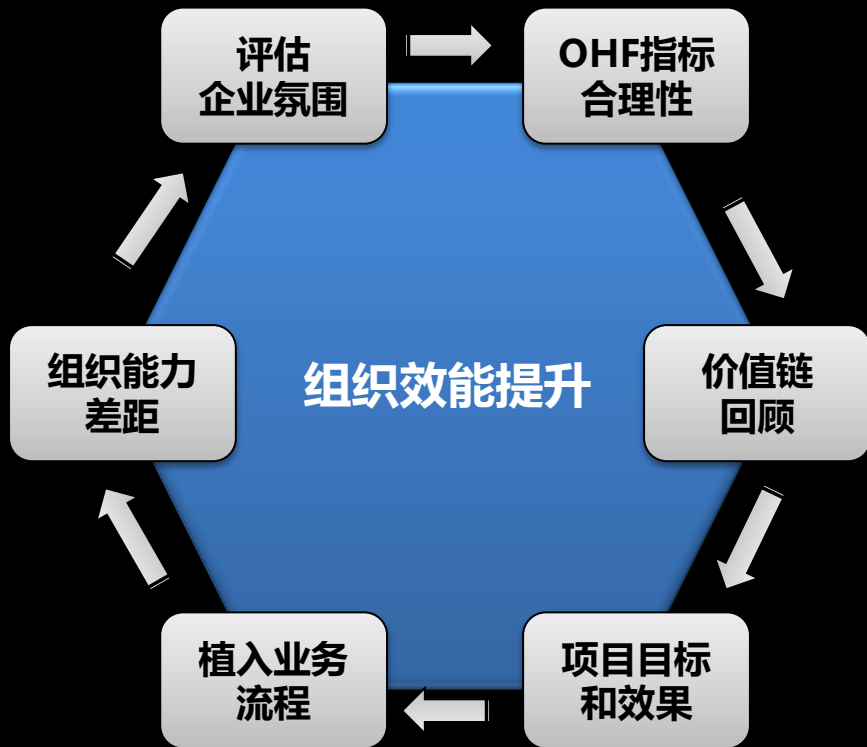 评估
企业氛围
OHF指标
合理性
组织能力
差距
组织效能提升
价值链
回顾
植入业务
流程
项目目标
和效果